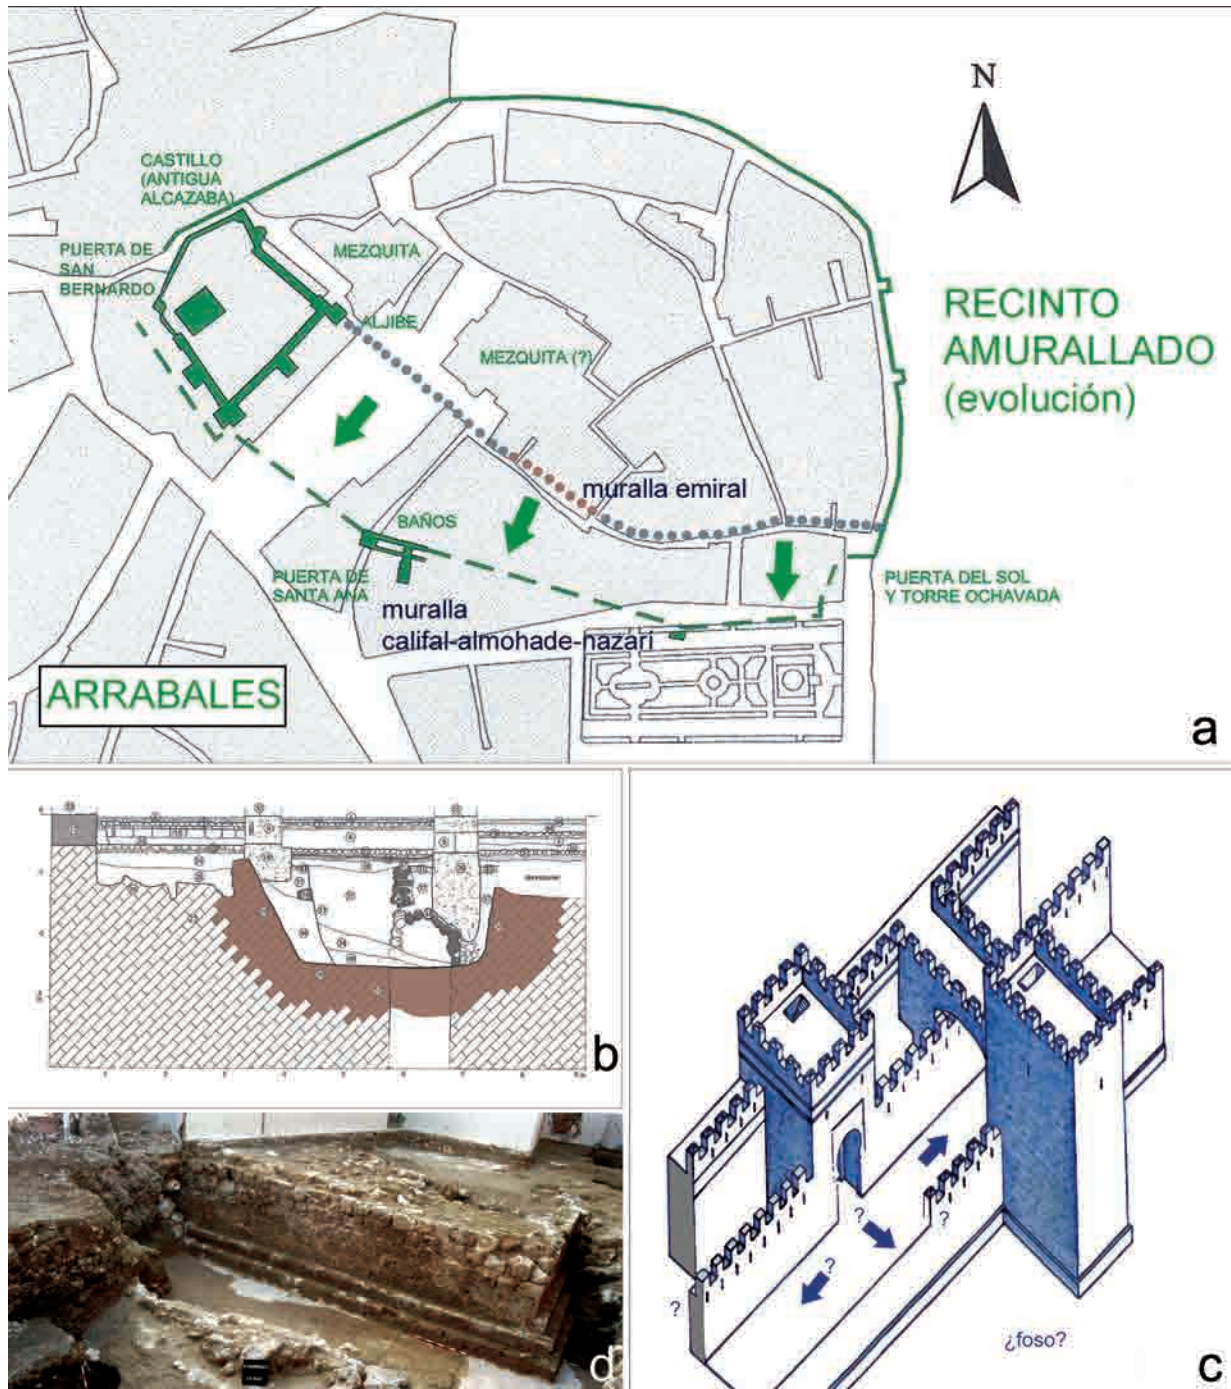 N
CASTILLO
(ANTIGUA
ALCAZABA)
PUERTA DE
SAN
BERNARDO
MEZQUITA
ALJIBE
MEZQUITA (?)
RECINTO
AMURALLADO
(evolución)
muralla emiral
BAÑOS
PUERTA DE
SANTA ANA
muralla
califal-almohade-nazarí
PUERTA DEL SOL
Y TORRE OCHAVADA
ARRABALES
a
b
d
?
?
?
?
¿foso?
c